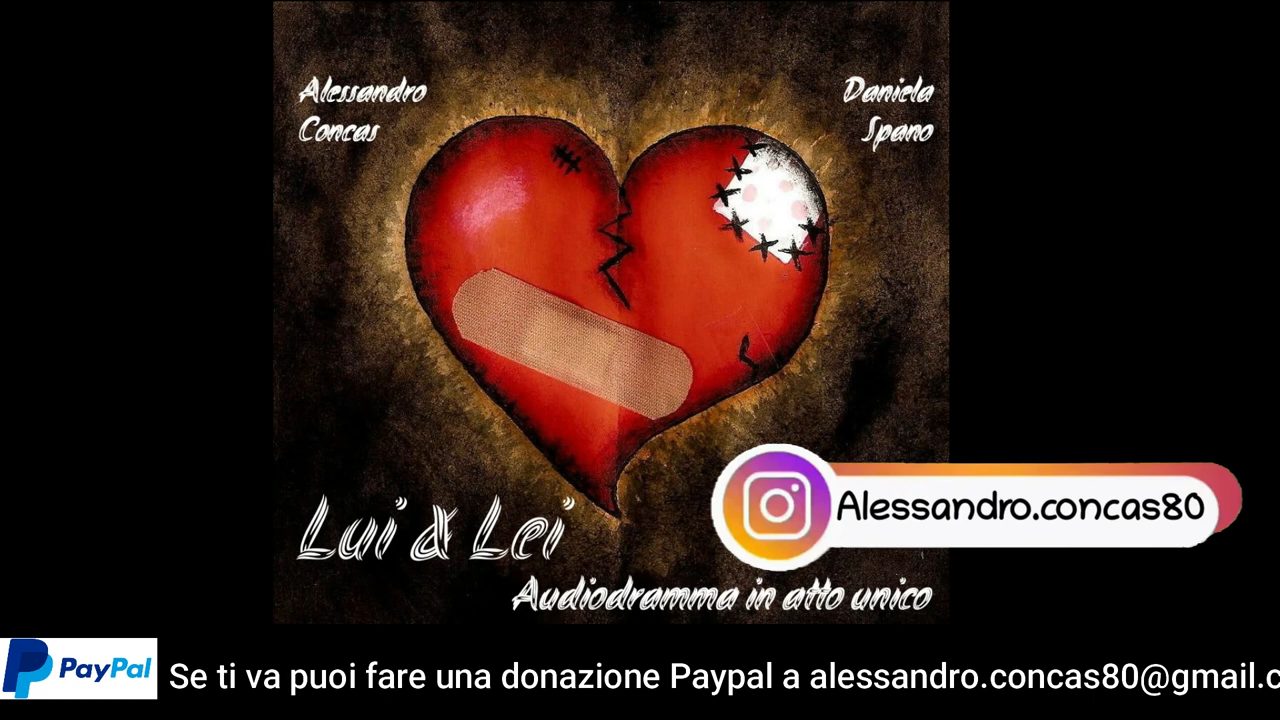 Alessandro
Concas
Daniela
Spano
Lui & Lei
Alessandro.concas80
Audiodramma in atto unico
PayPal
Se ti va puoi fare una donazione Paypal a alessandro.concas80@gmail.c